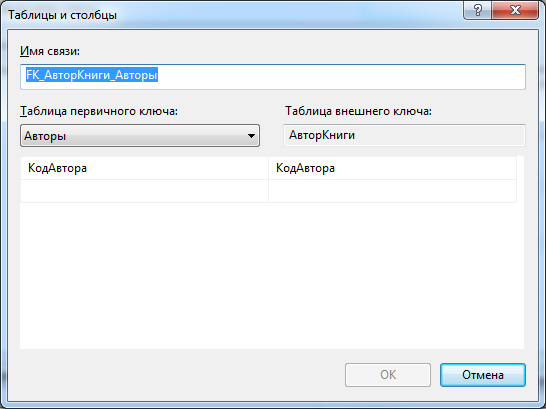 Таблицы и столбцы
?
Имя связи:
FK_АвторКниги_Авторы
Таблица первичного ключа: Таблица внешнего ключа:
Авторы АвторКниги
КодАвтора КодАвтора
OK Отмена